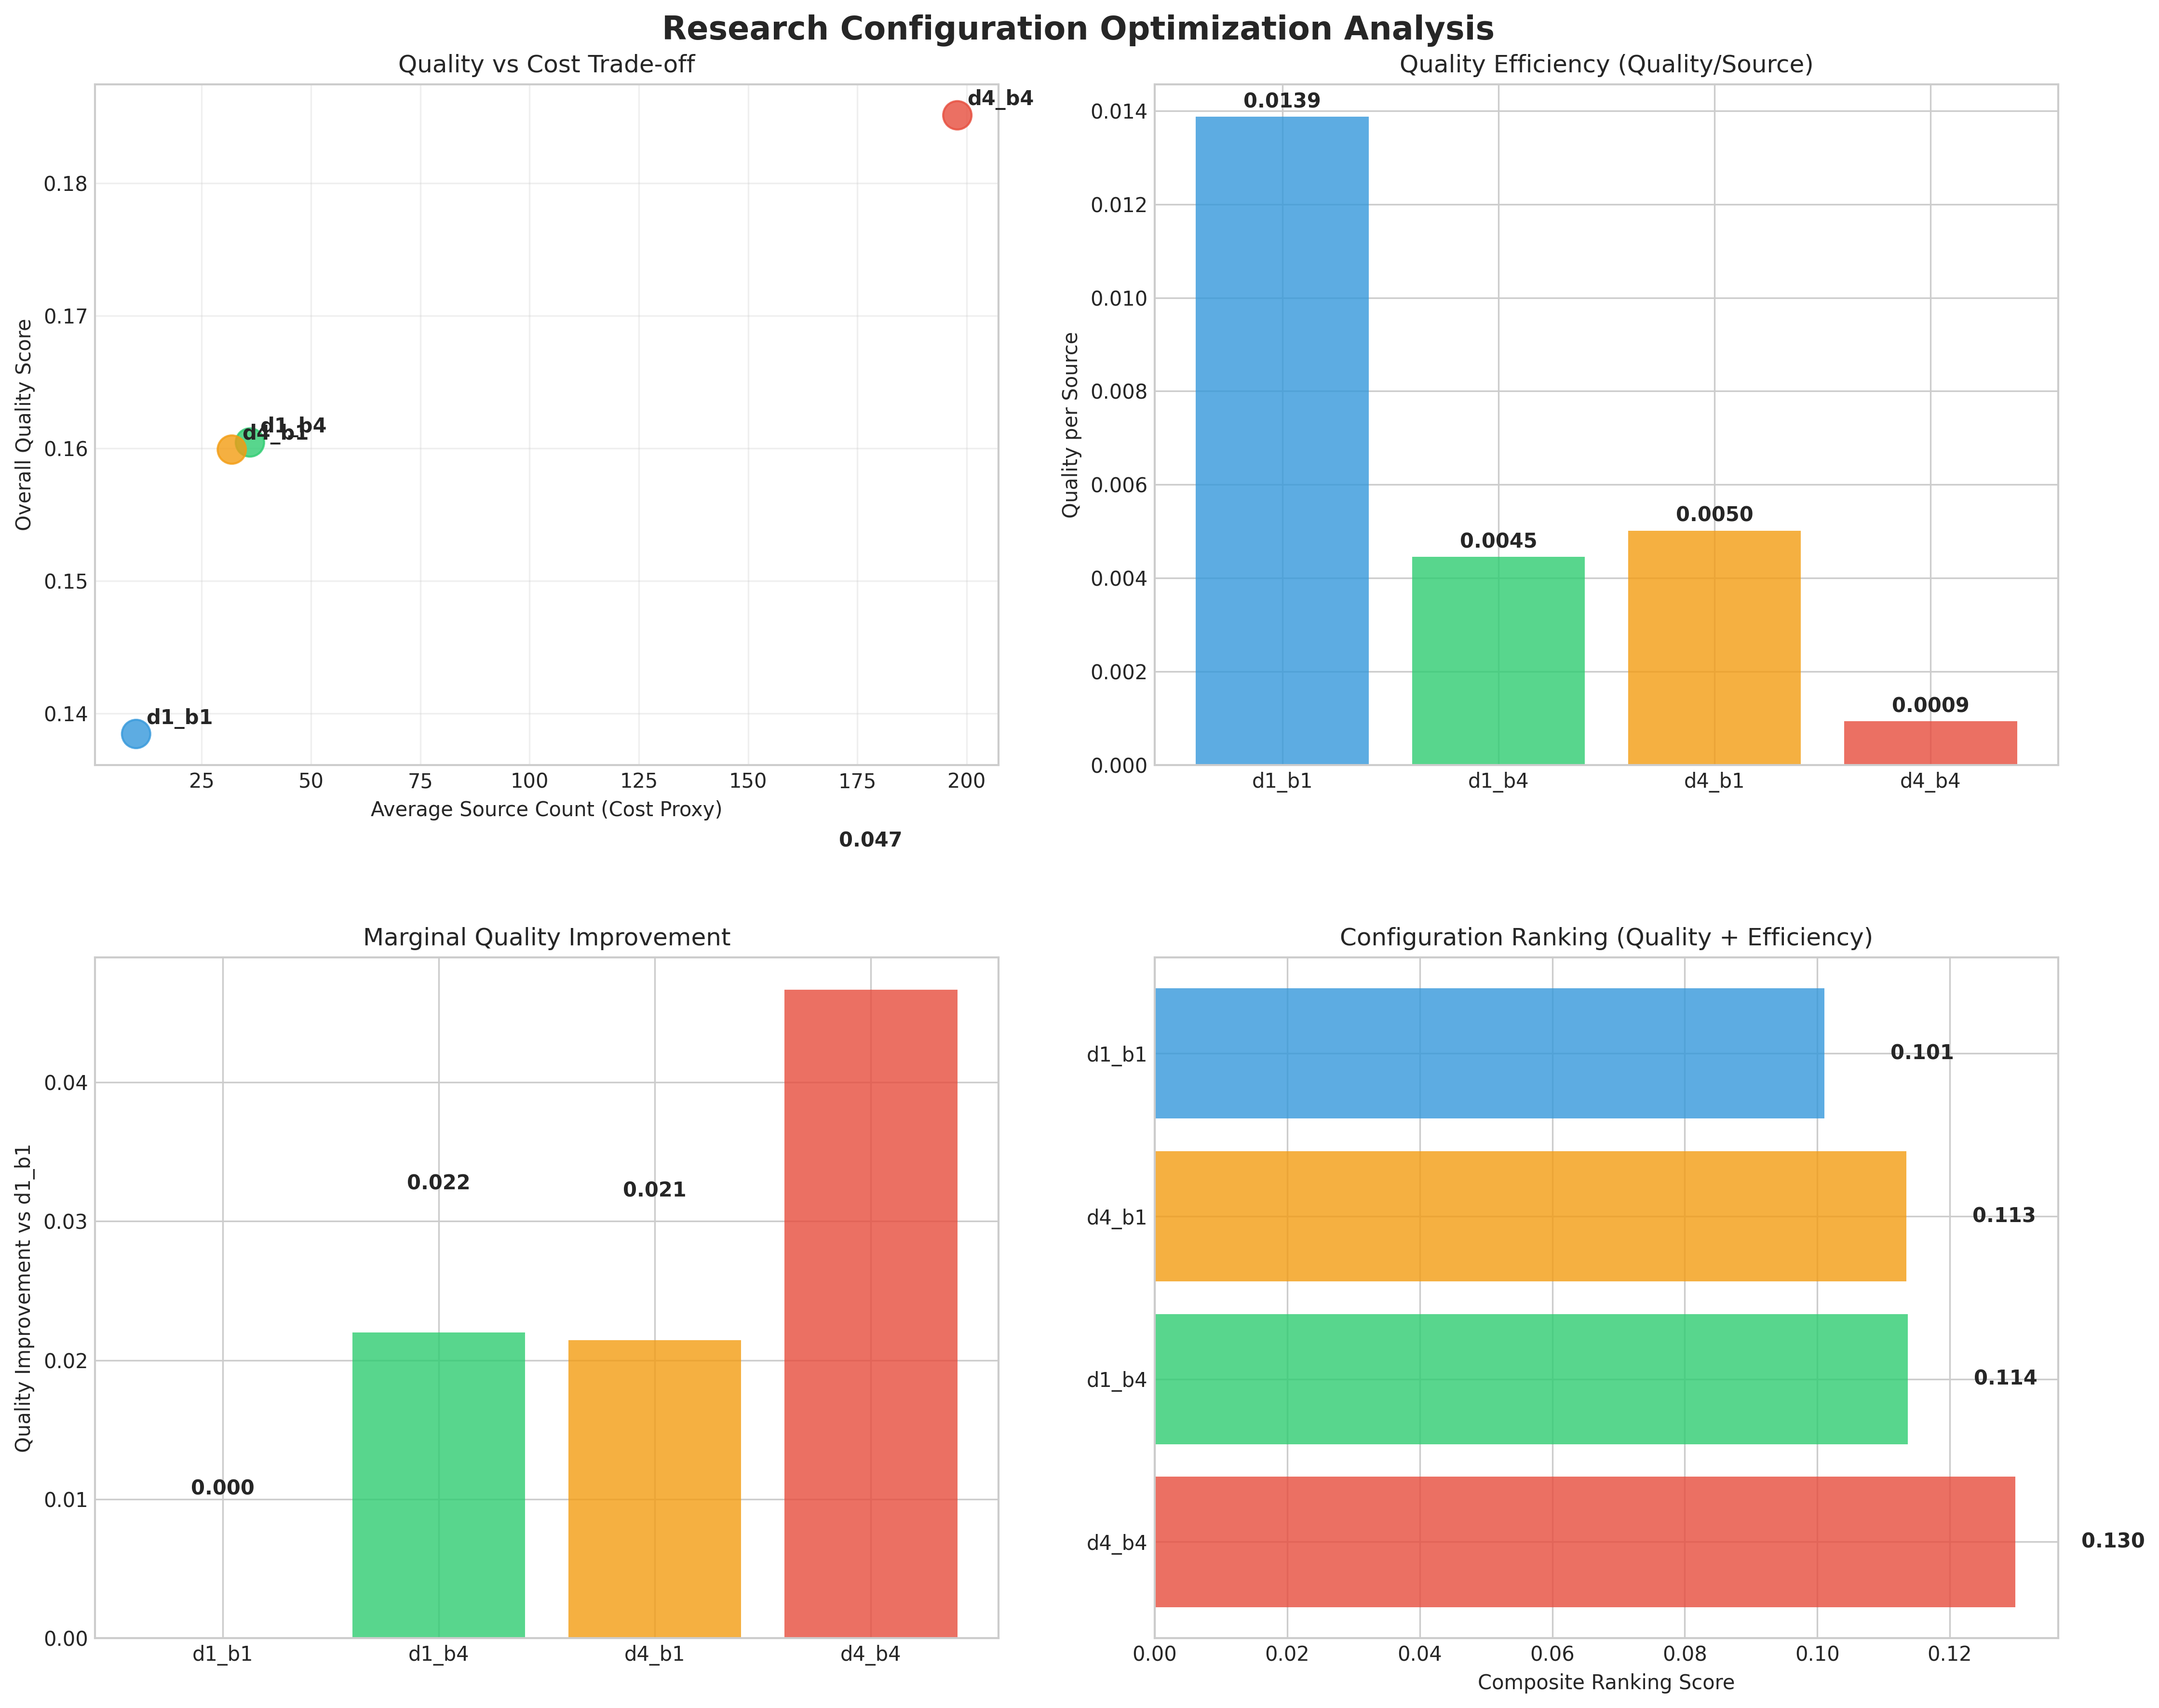 Research Configuration Optimization Analysis
Quality vs Cost Trade-off
d4_b4
0.18
0.17
0.16
0.15
0.14
Overall Quality Score
d1_b4
d4_b1
d1_b1
25 50 75 100 125 150 175 200
Average Source Count (Cost Proxy)
Quality Efficiency (Quality/Source)
0.014
0.012
0.010
0.008
0.006
0.004
0.002
0.000
Quality per Source
0.0139
0.0045
0.0050
0.0009
d1_b1 d1_b4 d4_b1 d4_b4
0.047
Marginal Quality Improvement
0.04
0.03
0.02
0.01
0.00
Quality Improvement vs d1_b1
0.000
0.022
0.021
d1_b1 d1_b4 d4_b1 d4_b4
Configuration Ranking (Quality + Efficiency)
d1_b1 0.101
d4_b1 0.113
d1_b4 0.114
d4_b4 0.130
0.00 0.02 0.04 0.06 0.08 0.10 0.12
Composite Ranking Score